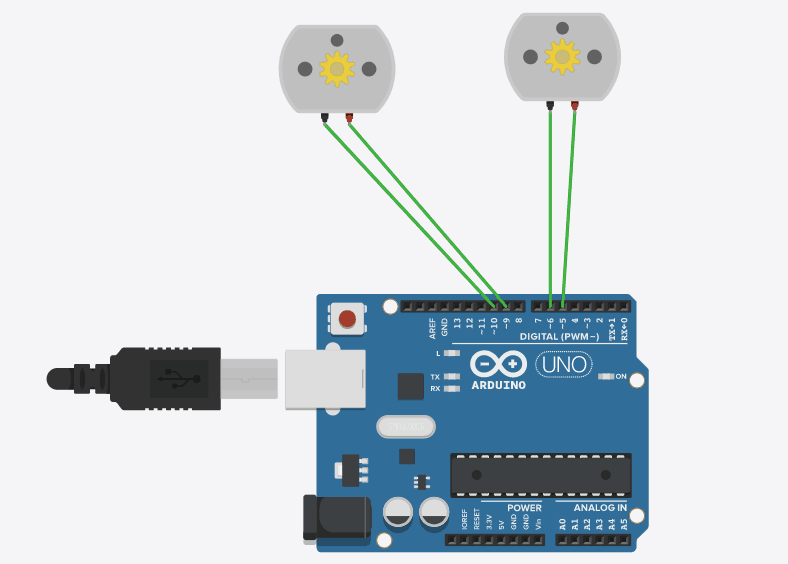 AREF
GND
13
12
~11
~10
~9
8
7
~6
~5
4
~3
2
TX→1
RX←0
DIGITAL (PWM~)
L
TX
RX
ARDUINO
UNO
ON
IOREF
RESET
3.3V
5V
GND
GND
Vin
POWER
ANALOG IN
A0
A1
A2
A3
A4
A5